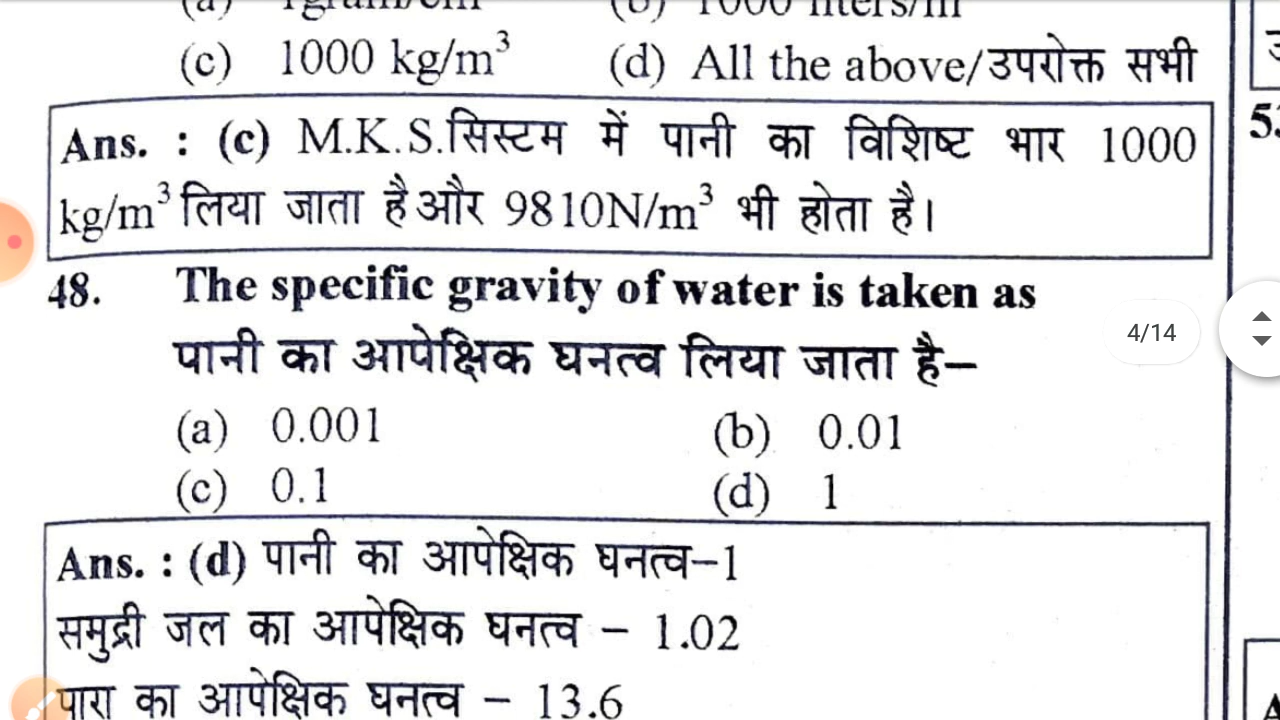 (c) 1000 kg/m³ (d) All the above/उपरोक्त सभी
Ans. : (c) M.K.S.सिस्टम में पानी का विशिष्ट भार 1000
kg/m³ लिया जाता है और 9810N/m³ भी होता है।
48. The specific gravity of water is taken as
पानी का आपेक्षिक घनत्व लिया जाता है–
(a) 0.001 (b) 0.01
(c) 0.1 (d) 1
Ans. : (d) पानी का आपेक्षिक घनत्व–1
समुद्री जल का आपेक्षिक घनत्व – 1.02
पारा का आपेक्षिक घनत्व – 13.6
4/14